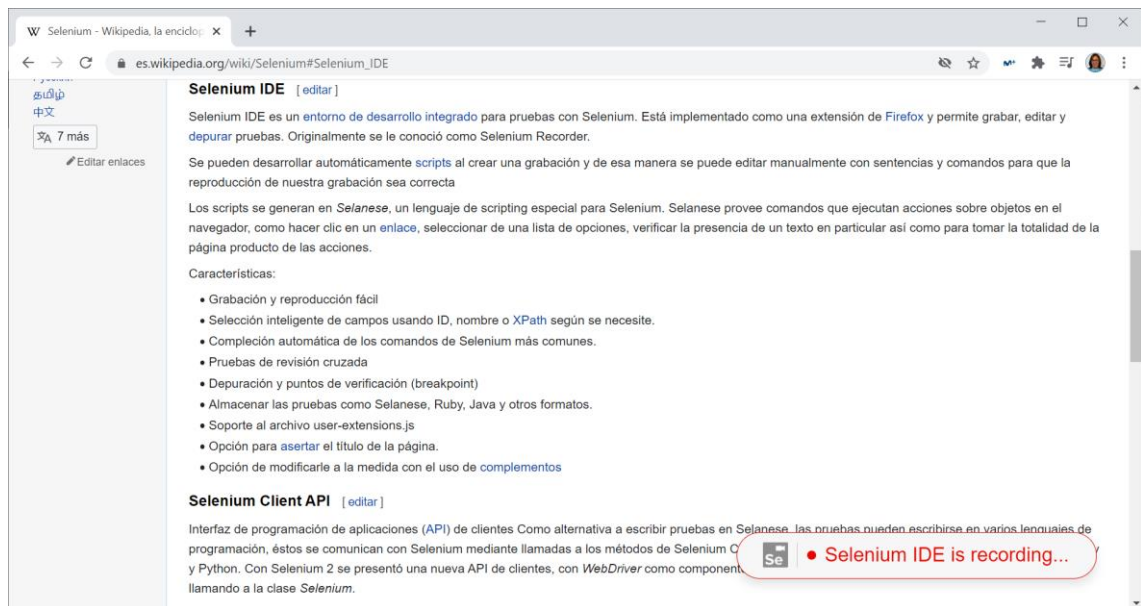 W Selenium - Wikipedia, la enciclop
es.wikipedia.org/wiki/Selenium#Selenium_IDE
தமிழ்
中文
7 más
Editar enlaces
Selenium IDE [ editar ]
Selenium IDE es un entorno de desarrollo integrado para pruebas con Selenium. Está implementado como una extensión de Firefox y permite grabar, editar y
depurar pruebas. Originalmente se le conoció como Selenium Recorder.
Se pueden desarrollar automáticamente scripts al crear una grabación y de esa manera se puede editar manualmente con sentencias y comandos para que la
reproducción de nuestra grabación sea correcta
Los scripts se generan en Selanese, un lenguaje de scripting especial para Selenium. Selanese provee comandos que ejecutan acciones sobre objetos en el
navegador, como hacer clic en un enlace, seleccionar de una lista de opciones, verificar la presencia de un texto en particular así como para tomar la totalidad de la
página producto de las acciones.
Características:
• Grabación y reproducción fácil
• Selección inteligente de campos usando ID, nombre o XPath según se necesite.
• Compleción automática de los comandos de Selenium más comunes.
• Pruebas de revisión cruzada
• Depuración y puntos de verificación (breakpoint)
• Almacenar las pruebas como Selanese, Ruby, Java y otros formatos.
• Soporte al archivo user-extensions.js
• Opción para asertar el título de la página.
• Opción de modificarle a la medida con el uso de complementos
Selenium Client API [ editar ]
Interfaz de programación de aplicaciones (API) de clientes Como alternativa a escribir pruebas en Selanese, las pruebas pueden escribirse en varios lenguajes de
programación, éstos se comunican con Selenium mediante llamadas a los métodos de Selenium C
y Python. Con Selenium 2 se presentó una nueva API de clientes, con WebDriver como component
llamando a la clase Selenium.
Se • Selenium IDE is recording...